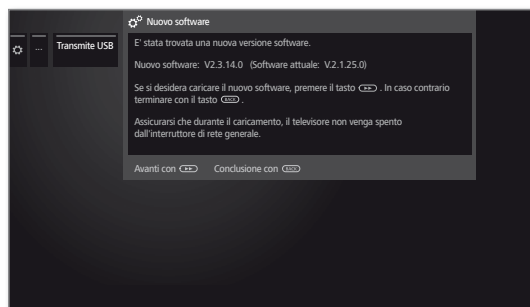 Nuovo software
... Transmite USB
E' stata trovata una nuova versione software.
Nuovo software: V2.3.14.0 (Software attuale: V.2.1.25.0)
Se si desidera caricare il nuovo software, premere il tasto . In caso contrario
terminare con il tasto BACK .
Assicurarsi che durante il caricamento, il televisore non venga spento
dall'interruttore di rete generale.
Avanti con Conclusione con BACK